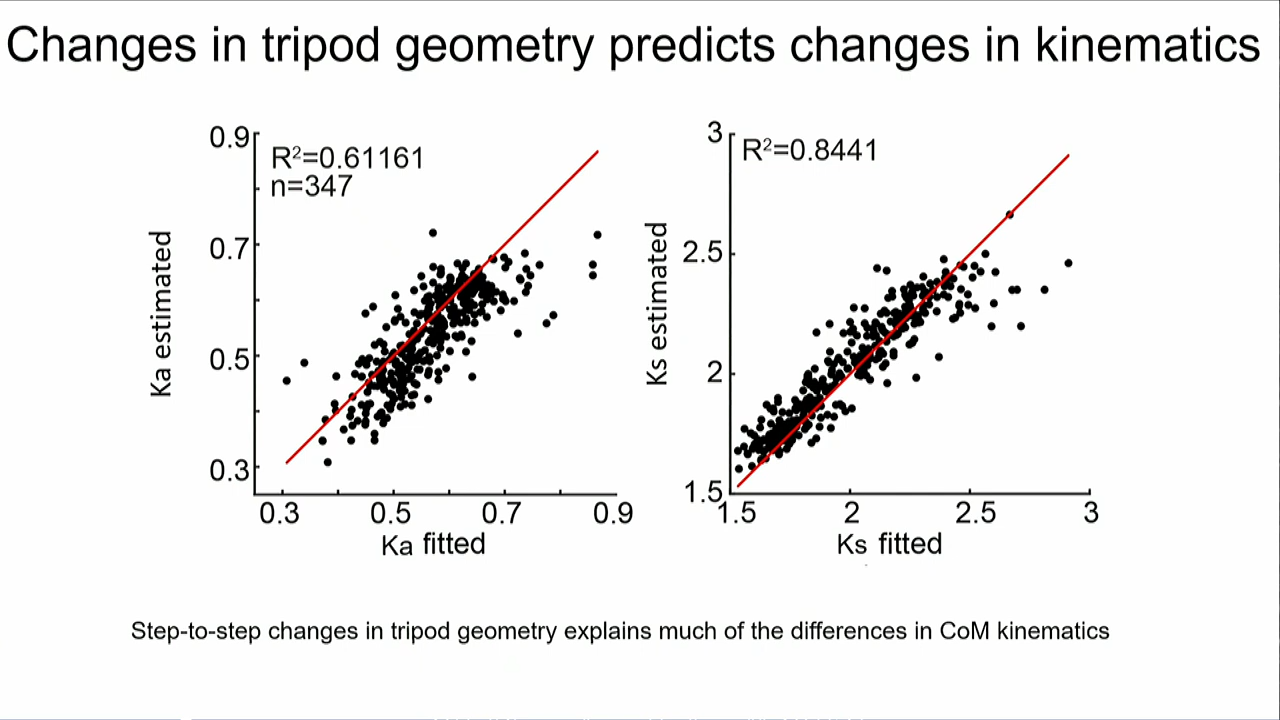 Changes in tripod geometry predicts changes in kinematics
R²=0.61161
n=347
0.9
0.7
0.5
0.3
Ka estimated
0.3 0.5 0.7 0.9
Ka fitted
R²=0.8441
3
2.5
2
1.5
Ks estimated
1.5 2 2.5 3
Ks fitted
Step-to-step changes in tripod geometry explains much of the differences in CoM kinematics